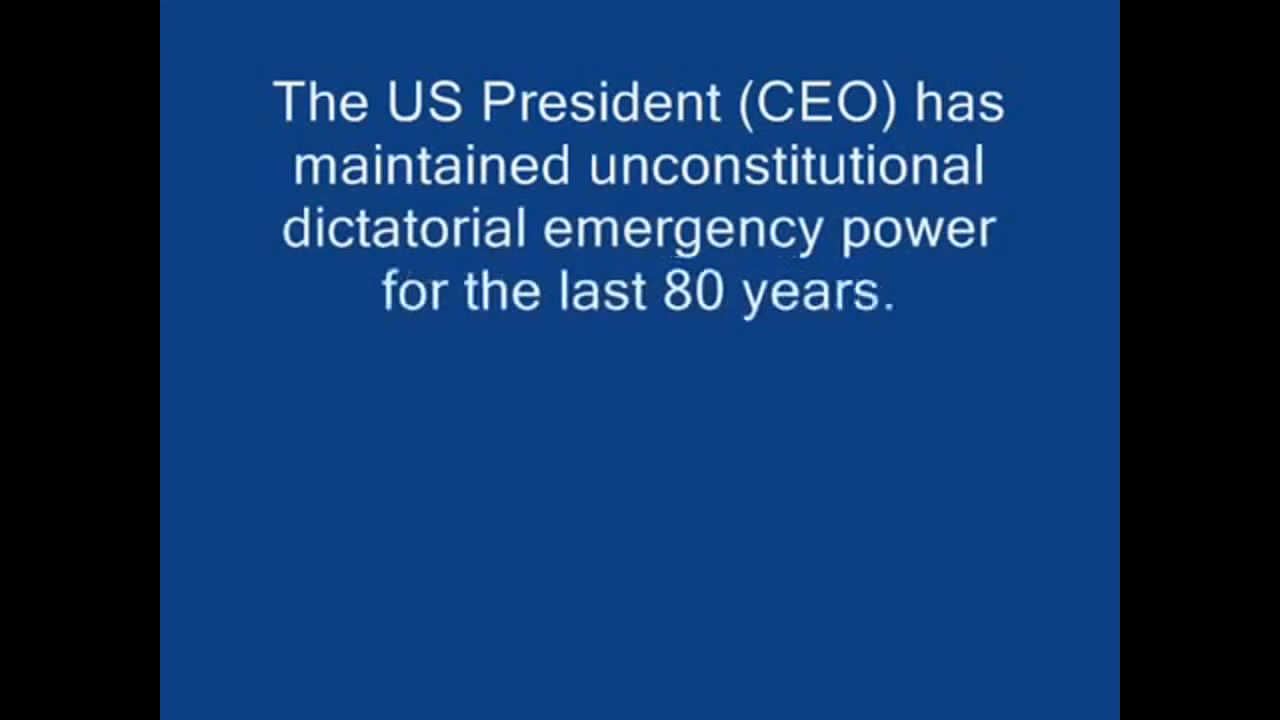 The US President (CEO) has
maintained unconstitutional
dictatorial emergency power
for the last 80 years.